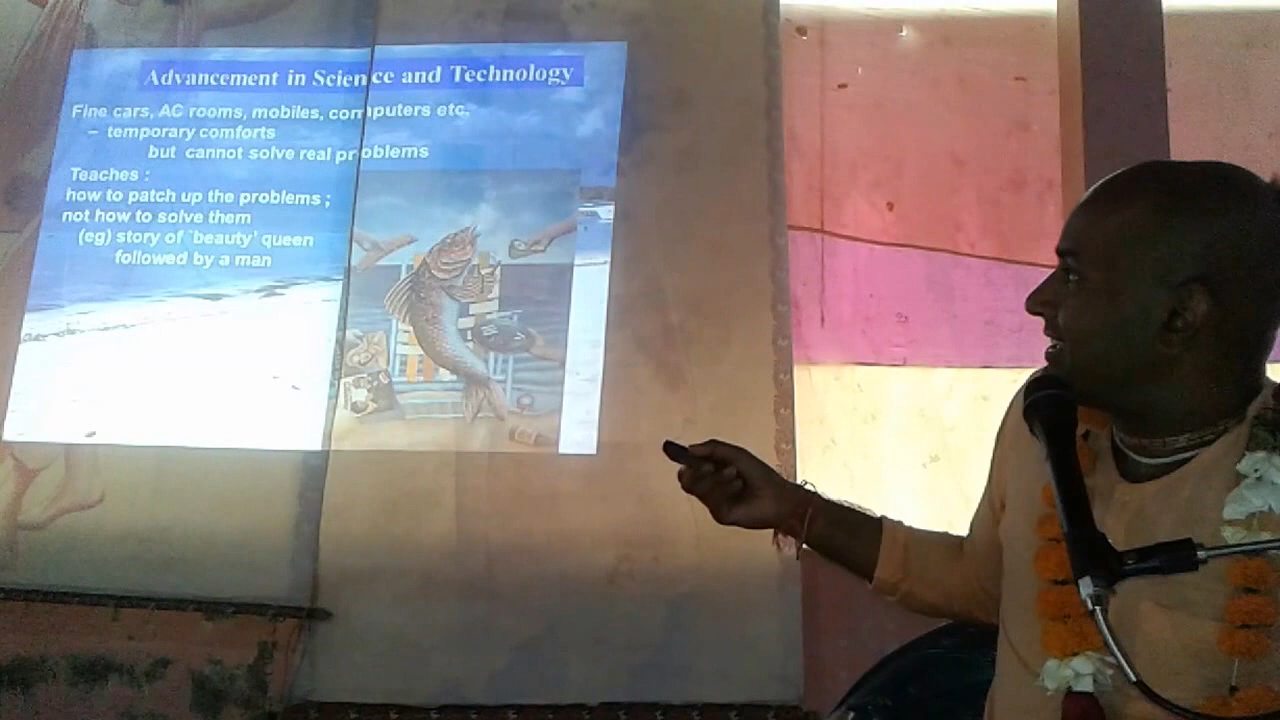 Advancement in Science and Technology
Fine cars, AC rooms, mobiles, computers etc.
– temporary comforts
but cannot solve real problems
Teaches :
how to patch up the problems ;
not how to solve them
(eg) story of `beauty' queen
followed by a man